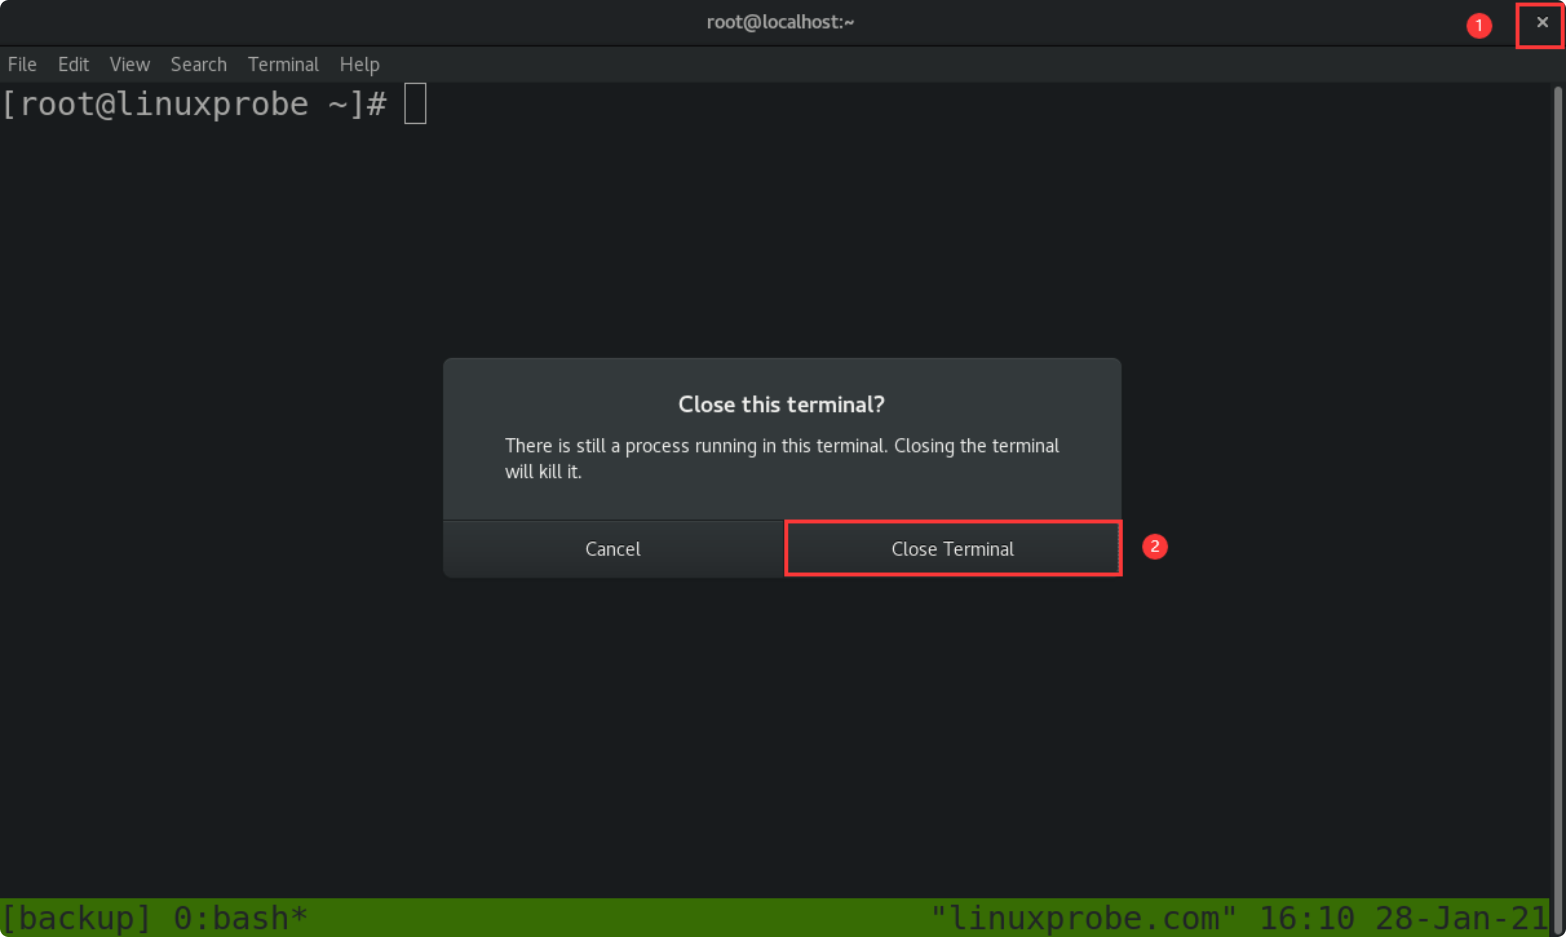 root@localhost:~
1
×
File Edit View Search Terminal Help
[root@linuxprobe ~]#
Close this terminal?
There is still a process running in this terminal. Closing the terminal
will kill it.
Cancel Close Terminal
2
[backup] 0:bash* "linuxprobe.com" 16:10 28-Jan-21